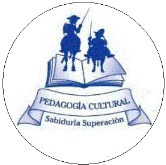 PEDAGOGÍA CULTURAL
Sabiduría Superación